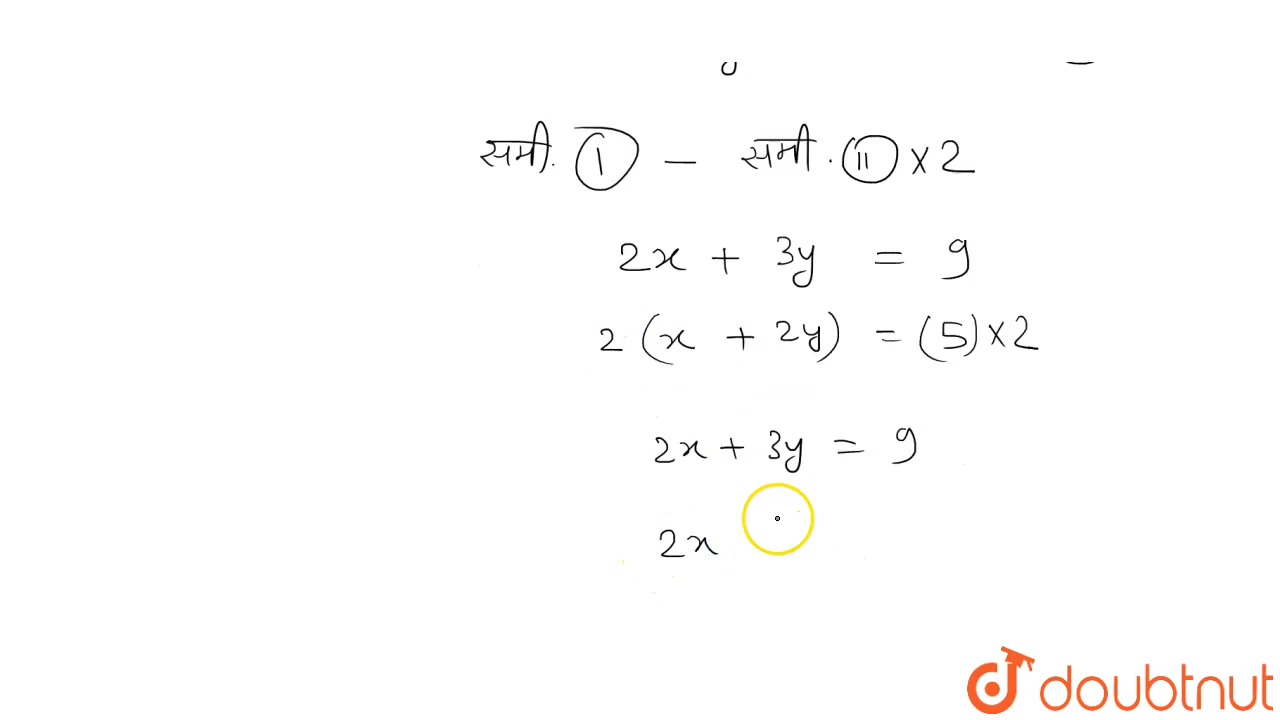 समी. (I) - समी. (II) × 2
2x + 3y = 9
2 (x + 2y) = (5) × 2
2x + 3y = 9
2x
doubtnut